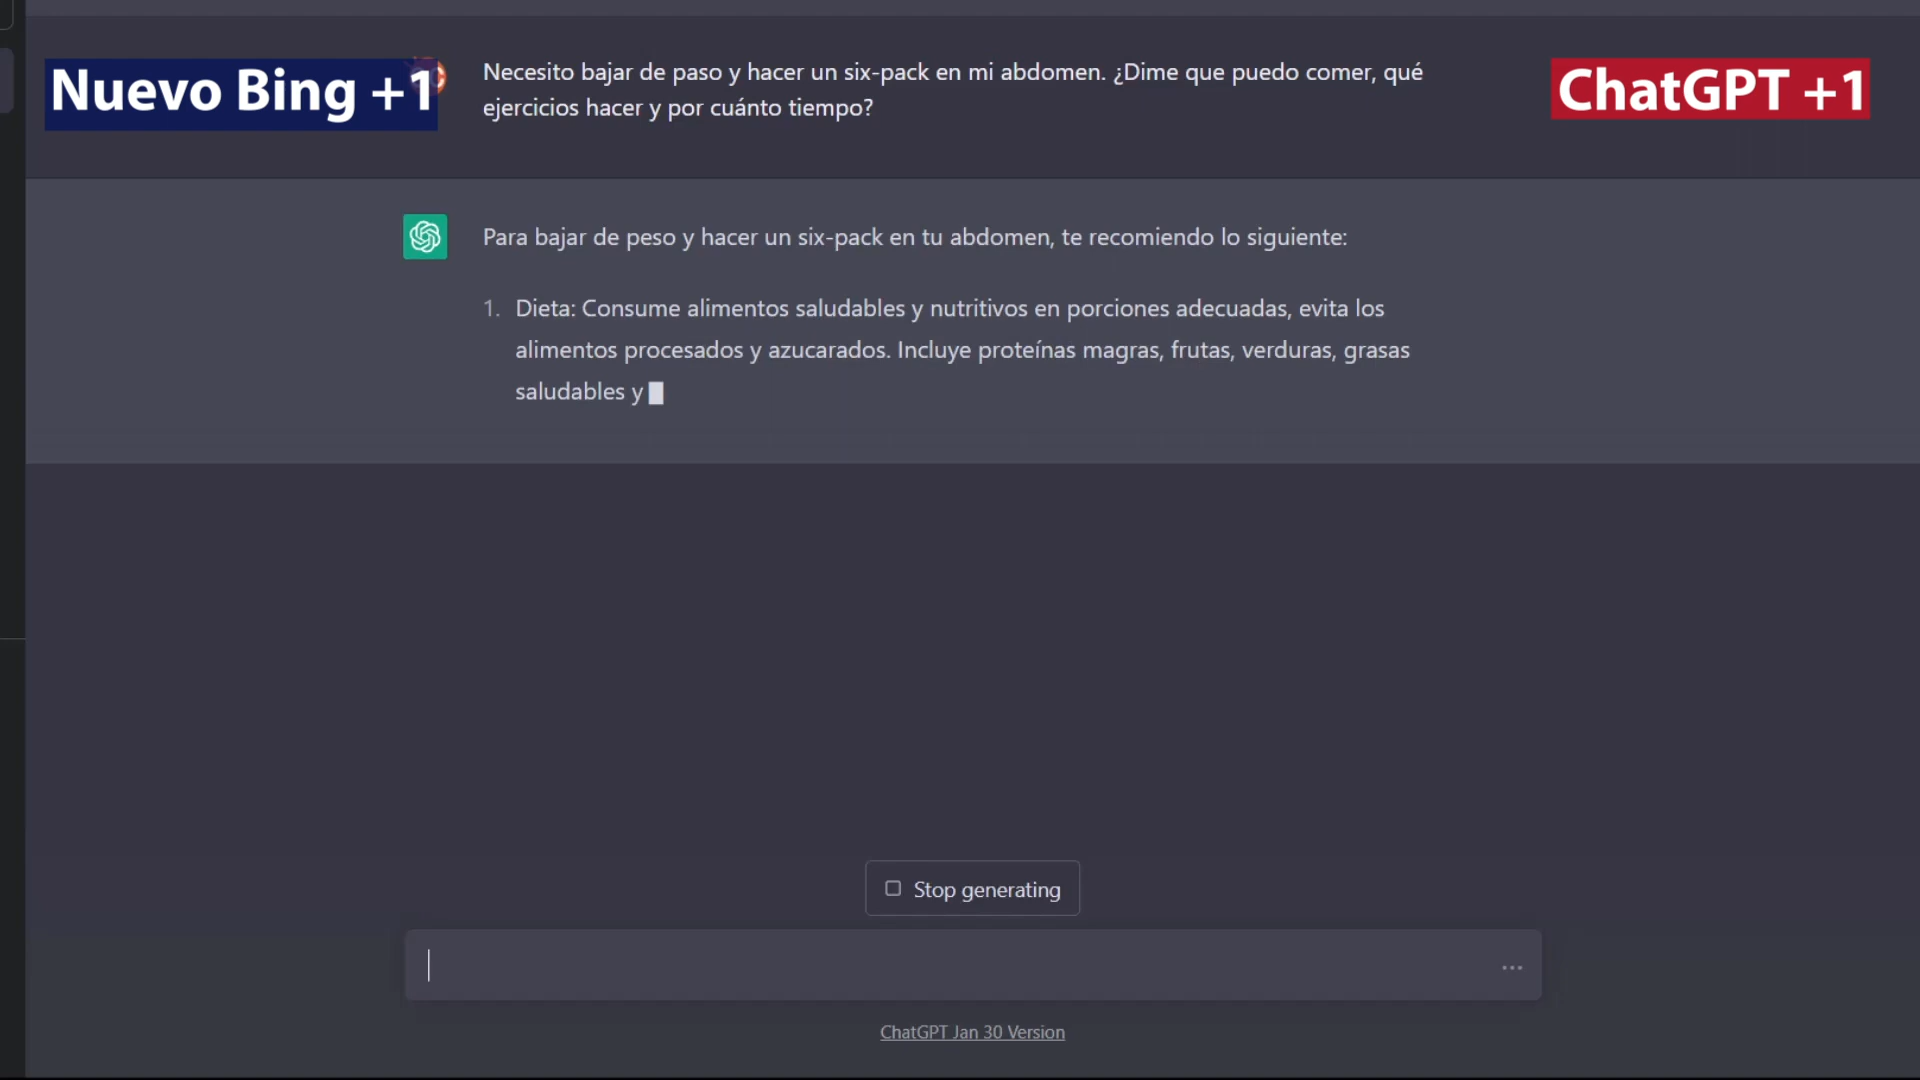 Nuevo Bing +1
Necesito bajar de paso y hacer un six-pack en mi abdomen. ¿Dime que puedo comer, qué
ejercicios hacer y por cuánto tiempo?
ChatGPT +1
Para bajar de peso y hacer un six-pack en tu abdomen, te recomiendo lo siguiente:
1. Dieta: Consume alimentos saludables y nutritivos en porciones adecuadas, evita los
alimentos procesados y azucarados. Incluye proteínas magras, frutas, verduras, grasas
saludables y
Stop generating
ChatGPT Jan 30 Version